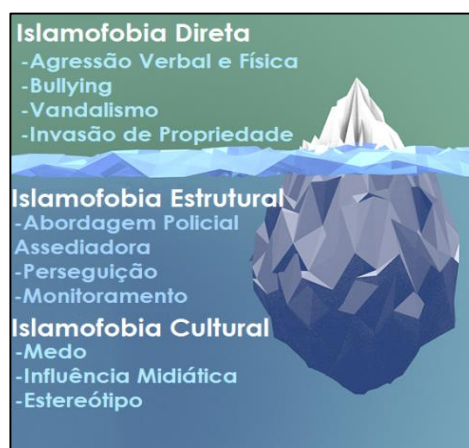 Islamofobia Direta
-Agressão Verbal e Física
-Bullying
-Vandalismo
-Invasão de Propriedade
Islamofobia Estrutural
-Abordagem Policial
Assediadora
-Perseguição
-Monitoramento
Islamofobia Cultural
-Medo
-Influência Midiática
-Estereótipo